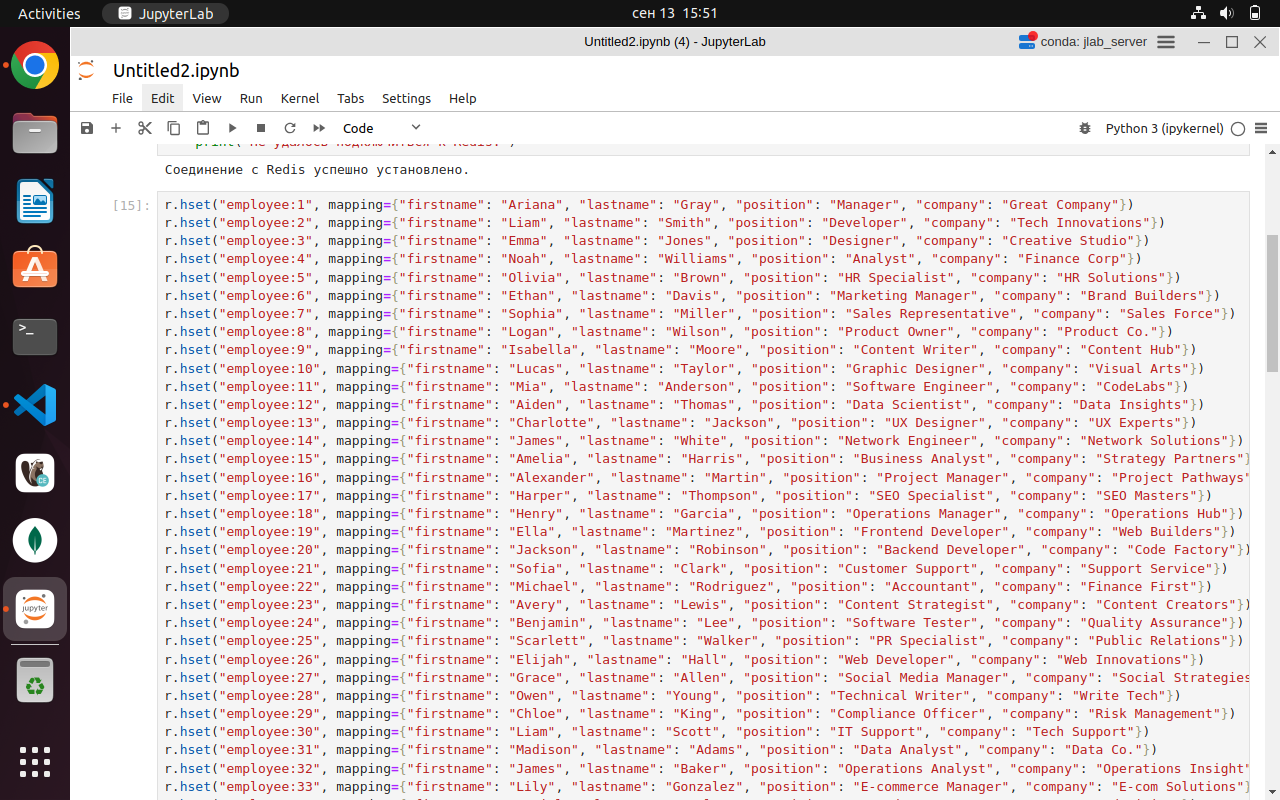 Activities
JupyterLab
сен 13 15:51
Untitled2.ipynb (4) - JupyterLab
conda: jlab_server
Untitled2.ipynb
File Edit View Run Kernel Tabs Settings Help
Code
Python 3 (ipykernel)
Соединение с Redis успешно установлено.
[15]:
r.hset("employee:1", mapping={"firstname": "Ariana", "lastname": "Gray", "position": "Manager", "company": "Great Company"})
r.hset("employee:2", mapping={"firstname": "Liam", "lastname": "Smith", "position": "Developer", "company": "Tech Innovations"})
r.hset("employee:3", mapping={"firstname": "Emma", "lastname": "Jones", "position": "Designer", "company": "Creative Studio"})
r.hset("employee:4", mapping={"firstname": "Noah", "lastname": "Williams", "position": "Analyst", "company": "Finance Corp"})
r.hset("employee:5", mapping={"firstname": "Olivia", "lastname": "Brown", "position": "HR Specialist", "company": "HR Solutions"})
r.hset("employee:6", mapping={"firstname": "Ethan", "lastname": "Davis", "position": "Marketing Manager", "company": "Brand Builders"})
r.hset("employee:7", mapping={"firstname": "Sophia", "lastname": "Miller", "position": "Sales Representative", "company": "Sales Force"})
r.hset("employee:8", mapping={"firstname": "Logan", "lastname": "Wilson", "position": "Product Owner", "company": "Product Co."})
r.hset("employee:9", mapping={"firstname": "Isabella", "lastname": "Moore", "position": "Content Writer", "company": "Content Hub"})
r.hset("employee:10", mapping={"firstname": "Lucas", "lastname": "Taylor", "position": "Graphic Designer", "company": "Visual Arts"})
r.hset("employee:11", mapping={"firstname": "Mia", "lastname": "Anderson", "position": "Software Engineer", "company": "CodeLabs"})
r.hset("employee:12", mapping={"firstname": "Aiden", "lastname": "Thomas", "position": "Data Scientist", "company": "Data Insights"})
r.hset("employee:13", mapping={"firstname": "Charlotte", "lastname": "Jackson", "position": "UX Designer", "company": "UX Experts"})
r.hset("employee:14", mapping={"firstname": "James", "lastname": "White", "position": "Network Engineer", "company": "Network Solutions"})
r.hset("employee:15", mapping={"firstname": "Amelia", "lastname": "Harris", "position": "Business Analyst", "company": "Strategy Partners"}
r.hset("employee:16", mapping={"firstname": "Alexander", "lastname": "Martin", "position": "Project Manager", "company": "Project Pathways"
r.hset("employee:17", mapping={"firstname": "Harper", "lastname": "Thompson", "position": "SEO Specialist", "company": "SEO Masters"})
r.hset("employee:18", mapping={"firstname": "Henry", "lastname": "Garcia", "position": "Operations Manager", "company": "Operations Hub"})
r.hset("employee:19", mapping={"firstname": "Ella", "lastname": "Martinez", "position": "Frontend Developer", "company": "Web Builders"})
r.hset("employee:20", mapping={"firstname": "Jackson", "lastname": "Robinson", "position": "Backend Developer", "company": "Code Factory"})
r.hset("employee:21", mapping={"firstname": "Sofia", "lastname": "Clark", "position": "Customer Support", "company": "Support Service"})
r.hset("employee:22", mapping={"firstname": "Michael", "lastname": "Rodriguez", "position": "Accountant", "company": "Finance First"})
r.hset("employee:23", mapping={"firstname": "Avery", "lastname": "Lewis", "position": "Content Strategist", "company": "Content Creators"})
r.hset("employee:24", mapping={"firstname": "Benjamin", "lastname": "Lee", "position": "Software Tester", "company": "Quality Assurance"})
r.hset("employee:25", mapping={"firstname": "Scarlett", "lastname": "Walker", "position": "PR Specialist", "company": "Public Relations"})
r.hset("employee:26", mapping={"firstname": "Elijah", "lastname": "Hall", "position": "Web Developer", "company": "Web Innovations"})
r.hset("employee:27", mapping={"firstname": "Grace", "lastname": "Allen", "position": "Social Media Manager", "company": "Social Strategies
r.hset("employee:28", mapping={"firstname": "Owen", "lastname": "Young", "position": "Technical Writer", "company": "Write Tech"})
r.hset("employee:29", mapping={"firstname": "Chloe", "lastname": "King", "position": "Compliance Officer", "company": "Risk Management"})
r.hset("employee:30", mapping={"firstname": "Liam", "lastname": "Scott", "position": "IT Support", "company": "Tech Support"})
r.hset("employee:31", mapping={"firstname": "Madison", "lastname": "Adams", "position": "Data Analyst", "company": "Data Co."})
r.hset("employee:32", mapping={"firstname": "James", "lastname": "Baker", "position": "Operations Analyst", "company": "Operations Insight"
r.hset("employee:33", mapping={"firstname": "Lily", "lastname": "Gonzalez", "position": "E-commerce Manager", "company": "E-com Solutions"}